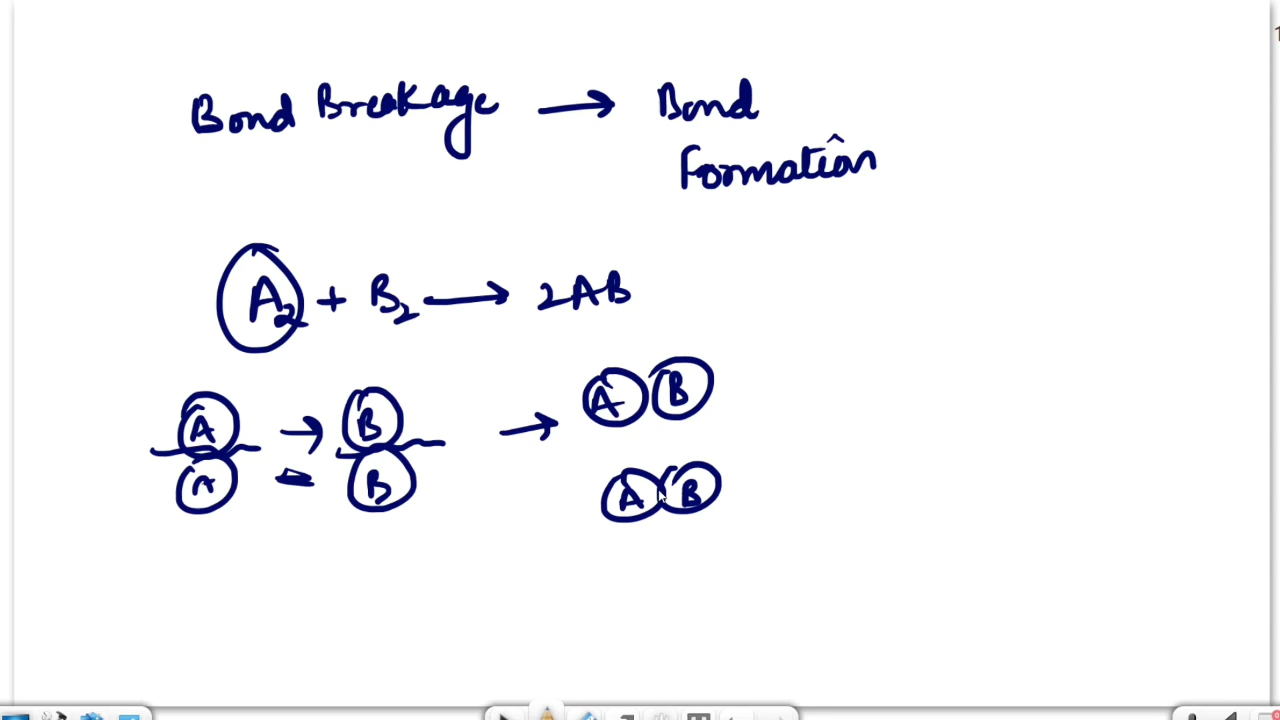 Bond Breakage → Bond
Formation
A₂ + B₂ → 2AB
A → B → A B
A - B A B